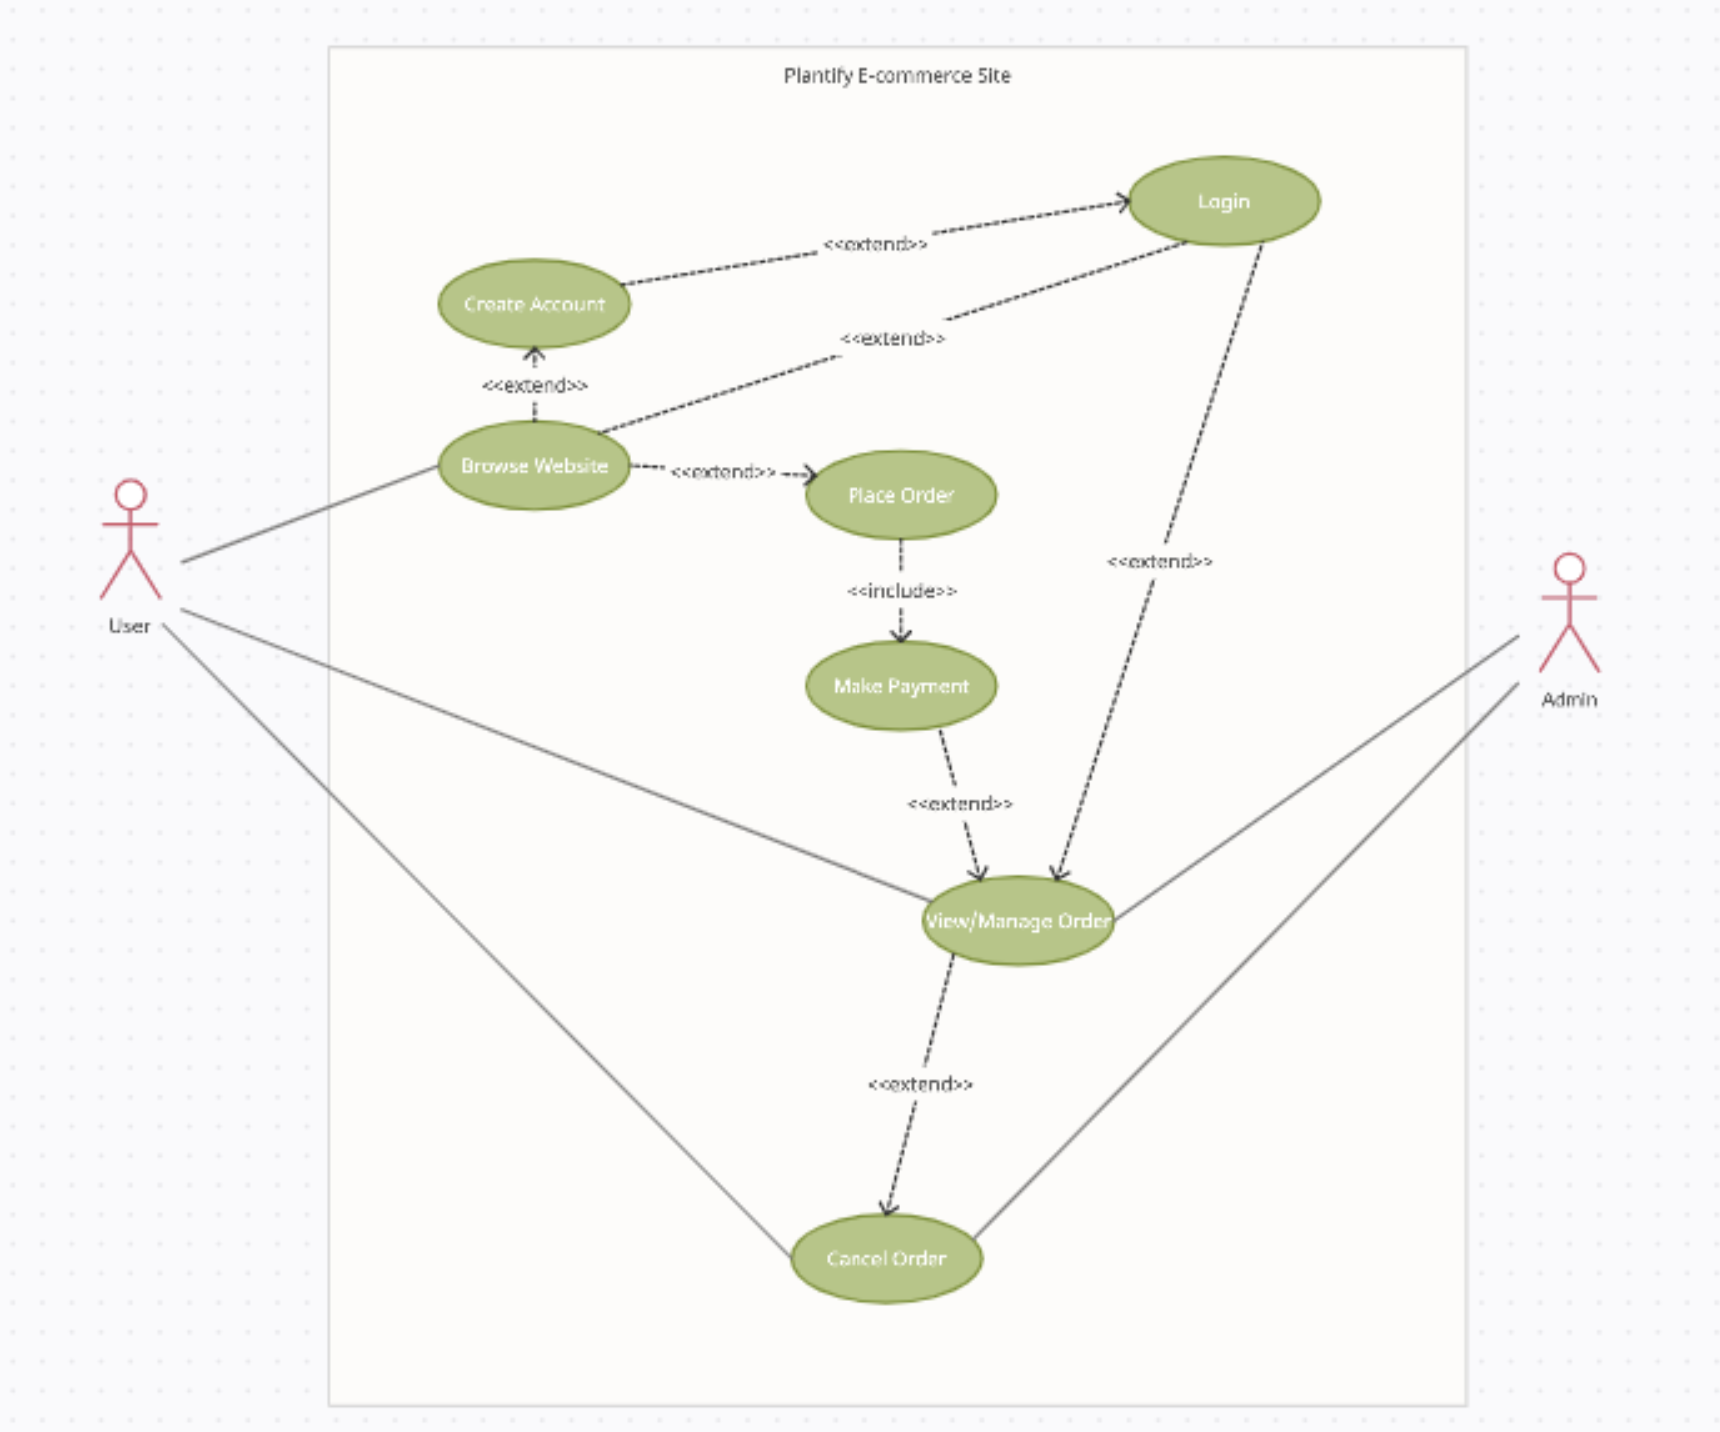 Plantify E-commerce Site
Login
<<extend>>
Create Account
<<extend>>
<<extend>>
Browse Website
<<extend>>
Place Order
<<extend>>
<<include>>
User
Make Payment
Admin
<<extend>>
View/Manage Order
<<extend>>
Cancel Order